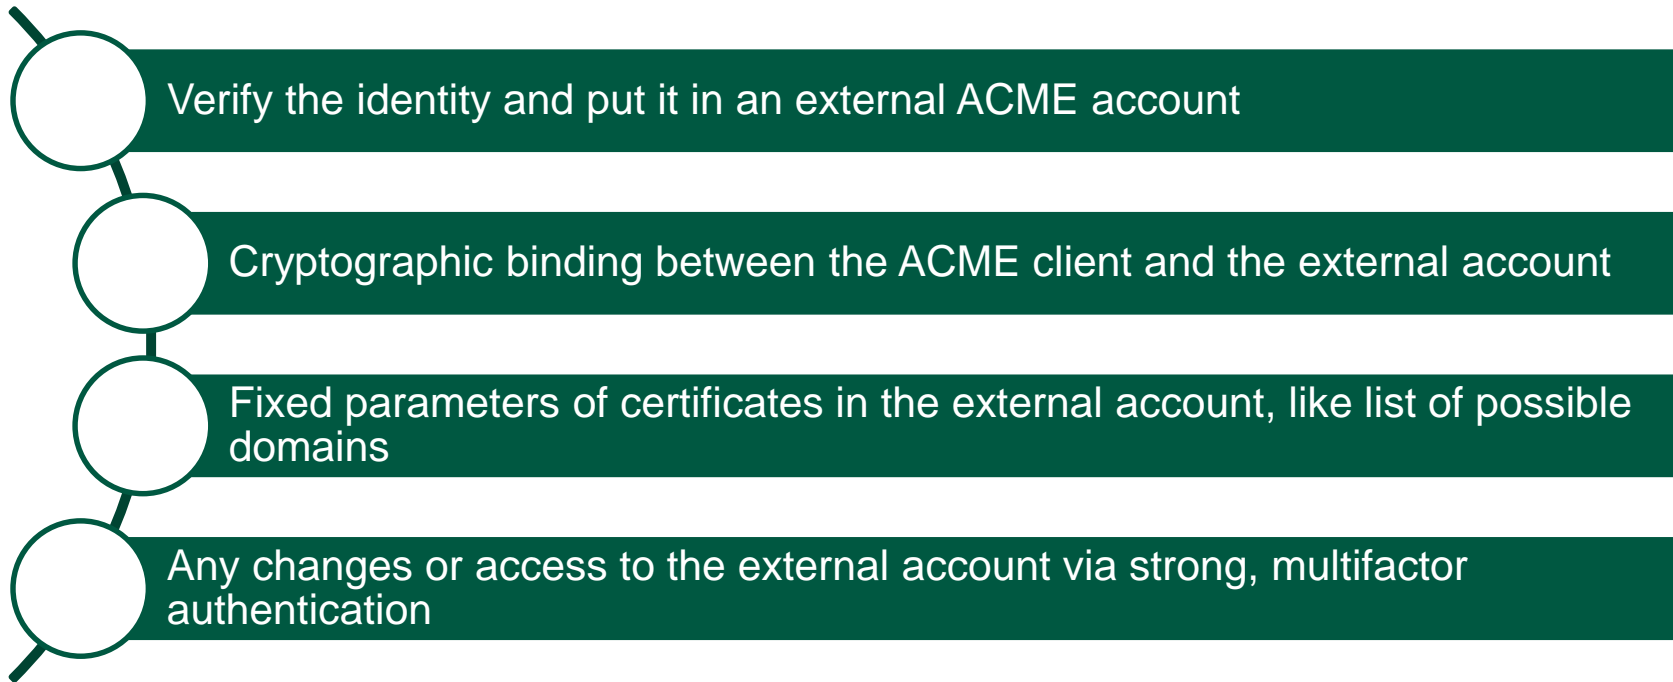 Verify the identity and put it in an external ACME account
Cryptographic binding between the ACME client and the external account
Fixed parameters of certificates in the external account, like list of possible
domains
Any changes or access to the external account via strong, multifactor
authentication